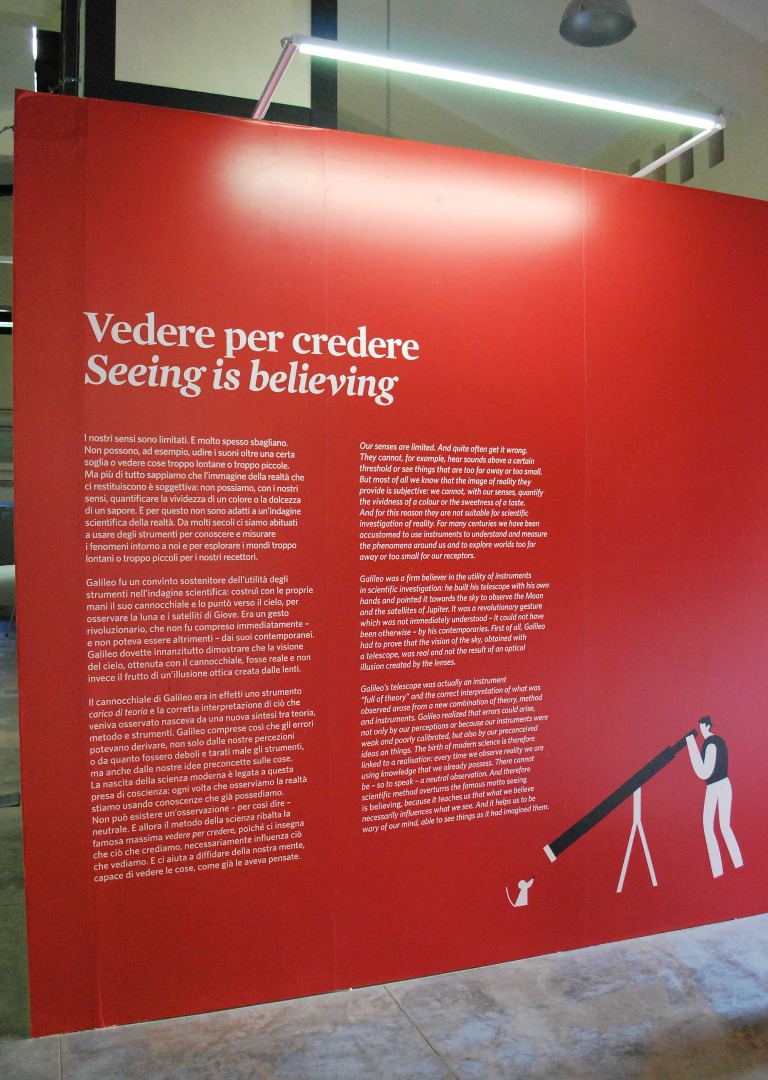 Vedere per credere
Seeing is believing
I nostri sensi sono limitati. E molto spesso sbagliano.
Non possono, ad esempio, udire i suoni oltre una certa
soglia o vedere cose troppo lontane o troppo piccole.
Ma più di tutto sappiamo che l'immagine della realtà che
ci restituiscono è soggettiva: non possiamo, con i nostri
sensi, quantificare la vividezza di un colore o la dolcezza
di un sapore. E per questo non sono adatti a un'indagine
scientifica della realtà. Da molti secoli ci siamo abituati
a usare degli strumenti per conoscere e misurare
i fenomeni intorno a noi e per esplorare i mondi troppo
lontani o troppo piccoli per i nostri recettori.
Galileo fu un convinto sostenitore dell'utilità degli
strumenti nell'indagine scientifica: costruì con le proprie
mani il suo cannocchiale e lo puntò verso il cielo, per
osservare la luna e i satelliti di Giove. Era un gesto
rivoluzionario, che non fu compreso immediatamente –
e non poteva essere altrimenti – dai suoi contemporanei.
Galileo dovette innanzitutto dimostrare che la visione
del cielo, ottenuta con il cannocchiale, fosse reale e non
invece il frutto di un'illusione ottica creata dalle lenti.
Il cannocchiale di Galileo era in effetti uno strumento
carico di teoria e la corretta interpretazione di ciò che
veniva osservato nasceva da una nuova sintesi tra teoria,
metodo e strumenti. Galileo comprese così che gli errori
potevano derivare, non solo dalle nostre percezioni
o da quanto fossero deboli e tarati male gli strumenti,
ma anche dalle nostre idee preconcette sulle cose.
La nascita della scienza moderna è legata a questa
presa di coscienza: ogni volta che osserviamo la realtà
stiamo usando conoscenze che già possediamo.
Non può esistere un'osservazione – per così dire –
neutrale. E allora il metodo della scienza ribalta la
famosa massima vedere per credere, poiché ci insegna
che ciò che crediamo, necessariamente influenza ciò
che vediamo. E ci aiuta a diffidare della nostra mente,
capace di vedere le cose, come già le aveva pensate.
Our senses are limited. And quite often get it wrong.
They cannot, for example, hear sounds above a certain
threshold or see things that are too far away or too small.
But most of all we know that the image of reality they
provide is subjective: we cannot, with our senses, quantify
the vividness of a colour or the sweetness of a taste.
And for this reason they are not suitable for scientific
investigation of reality. For many centuries we have been
accustomed to use instruments to understand and measure
the phenomena around us and to explore worlds too far
away or too small for our receptors.
Galileo was a firm believer in the utility of instruments
in scientific investigation: he built his telescope with his own
hands and pointed it towards the sky to observe the Moon
and the satellites of Jupiter. It was a revolutionary gesture
which was not immediately understood – it could not have
been otherwise – by his contemporaries. First of all, Galileo
had to prove that the vision of the sky, obtained with
a telescope, was real and not the result of an optical
illusion created by the lenses.
Galileo's telescope was actually an instrument
"full of theory" and the correct interpretation of what was
observed arose from a new combination of theory, method
and instruments. Galileo realized that errors could arise,
not only by our perceptions or because our instruments were
weak and poorly calibrated, but also by our preconceived
ideas on things. The birth of modern science is therefore
linked to a realisation: every time we observe reality we are
using knowledge that we already possess. There cannot
be – so to speak – a neutral observation. And therefore
scientific method overturns the famous motto seeing
is believing, because it teaches us that what we believe
necessarily influences what we see. And it helps us to be
wary of our mind, able to see things as it had imagined them.